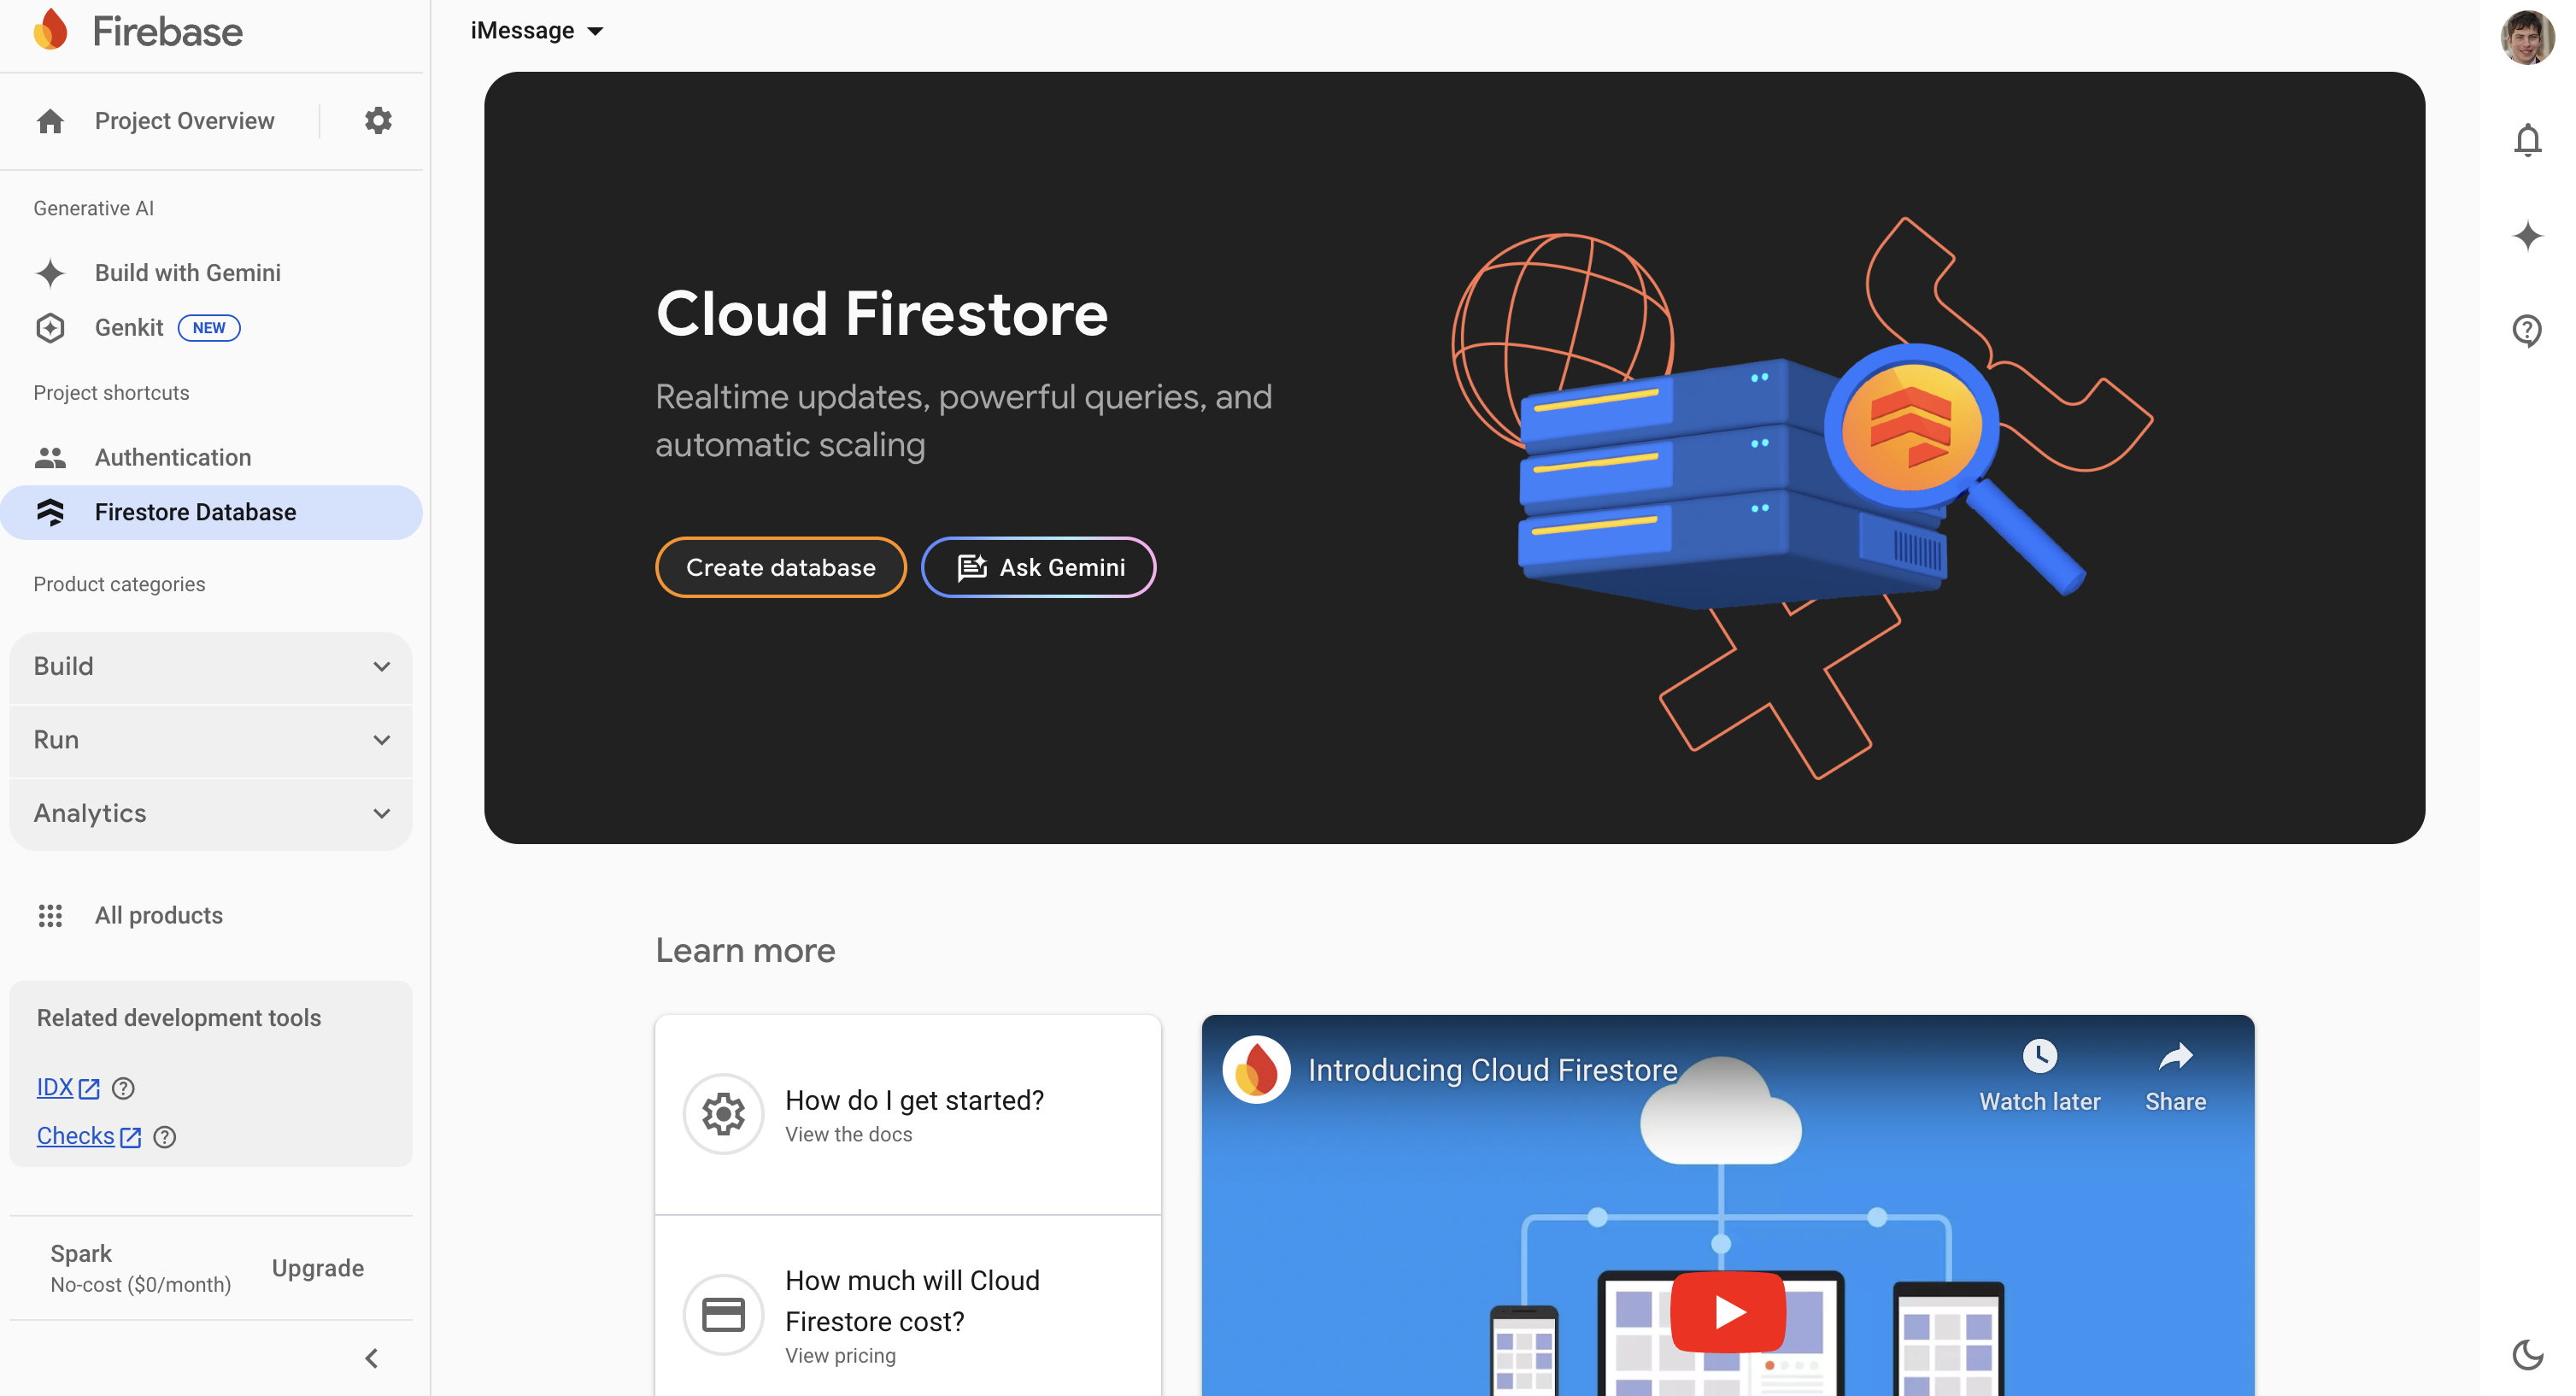 Firebase
Project Overview
Generative AI
Build with Gemini
Genkit NEW
Project shortcuts
Authentication
Firestore Database
Product categories
Build
Run
Analytics
All products
Related development tools
IDX
Checks
Spark
No-cost ($0/month)
Upgrade
iMessage
Cloud Firestore
Realtime updates, powerful queries, and
automatic scaling
Create database
Ask Gemini
Learn more
How do I get started?
View the docs
How much will Cloud
Firestore cost?
View pricing
Introducing Cloud Firestore
Watch later
Share